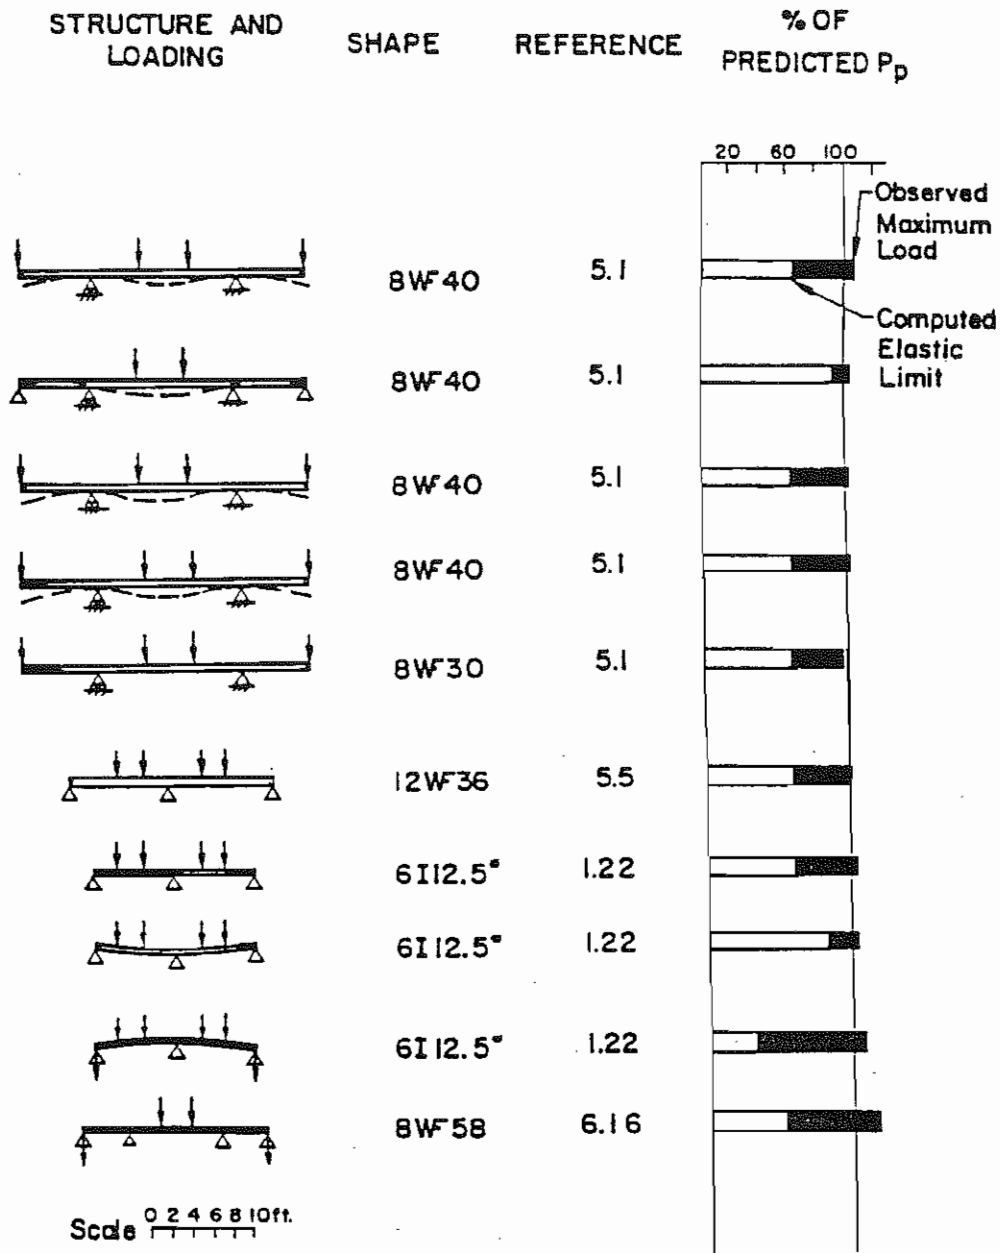 STRUCTURE AND
LOADING
SHAPE
REFERENCE
% OF
PREDICTED Pp
20 60 100
Observed
Maximum
Load
Computed
Elastic
Limit
8WF40 5.1
8WF40 5.1
8WF40 5.1
8WF40 5.1
8WF30 5.1
12WF36 5.5
6I12.5* 1.22
6I12.5* 1.22
6I12.5* 1.22
8WF58 6.16
Scale 0 2 4 6 8 10ft.